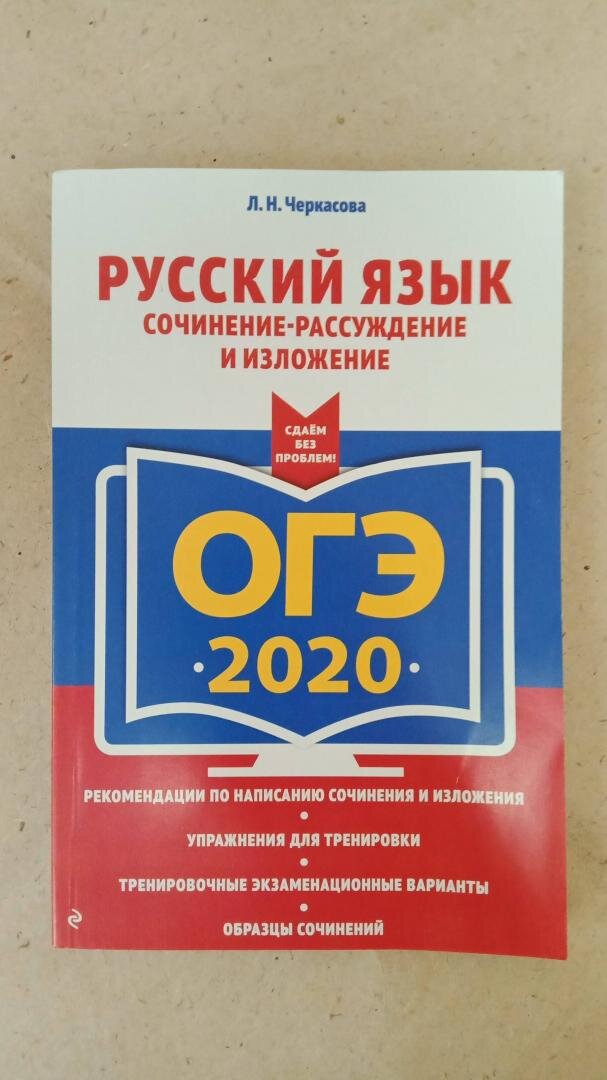 Л. Н. Черкасова
РУССКИЙ ЯЗЫК
СОЧИНЕНИЕ-РАССУЖДЕНИЕ
И ИЗЛОЖЕНИЕ
СДАЁМ
БЕЗ
ПРОБЛЕМ!
ОГЭ
·2020·
РЕКОМЕНДАЦИИ ПО НАПИСАНИЮ СОЧИНЕНИЯ И ИЗЛОЖЕНИЯ
•
УПРАЖНЕНИЯ ДЛЯ ТРЕНИРОВКИ
•
ТРЕНИРОВОЧНЫЕ ЭКЗАМЕНАЦИОННЫЕ ВАРИАНТЫ
•
ОБРАЗЦЫ СОЧИНЕНИЙ